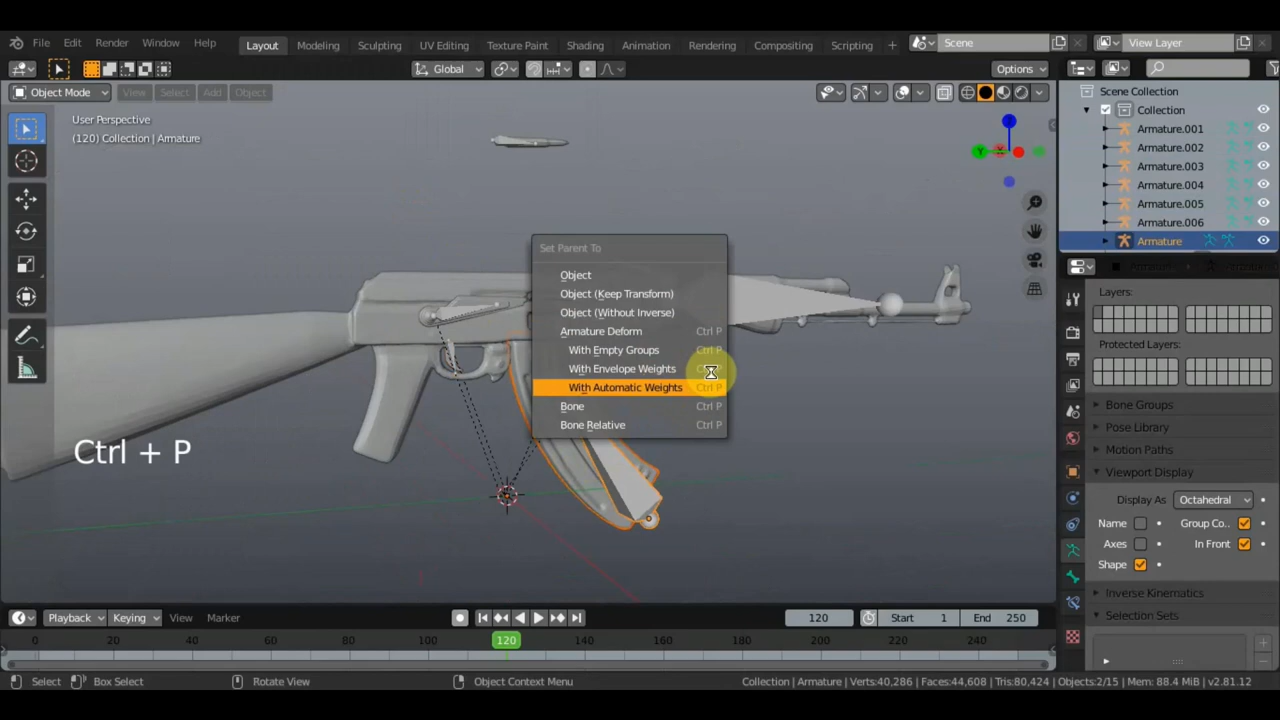 File Edit Render Window Help Layout Modeling Sculpting UV Editing Texture Paint Shading Animation Rendering Compositing Scripting + Scene View Layer
Global Options
Object Mode View Select Add Object
User Perspective
(120) Collection | Armature
Scene Collection
Collection
Armature.001
Armature.002
Armature.003
Armature.004
Armature.005
Armature.006
Armature
Set Parent To
Object
Object (Keep Transform)
Object (Without Inverse)
Armature Deform Ctrl P
With Empty Groups Ctrl P
With Envelope Weights
With Automatic Weights Ctrl P
Bone Ctrl P
Bone Relative Ctrl P
Ctrl + P
Layers:
Protected Layers:
Bone Groups
Pose Library
Motion Paths
Viewport Display
Display As Octahedral
Name Group Co..
Axes In Front
Shape
Inverse Kinematics
Selection Sets
Playback Keying View Marker 120 Start 1 End 250
0 20 40 60 80 100 120 140 160 180 200 220 240
Select Box Select Rotate View Object Context Menu Collection | Armature | Verts:40,286 | Faces:44,608 | Tris:80,424 | Objects:2/15 | Mem: 88.4 MiB | v2.81.12